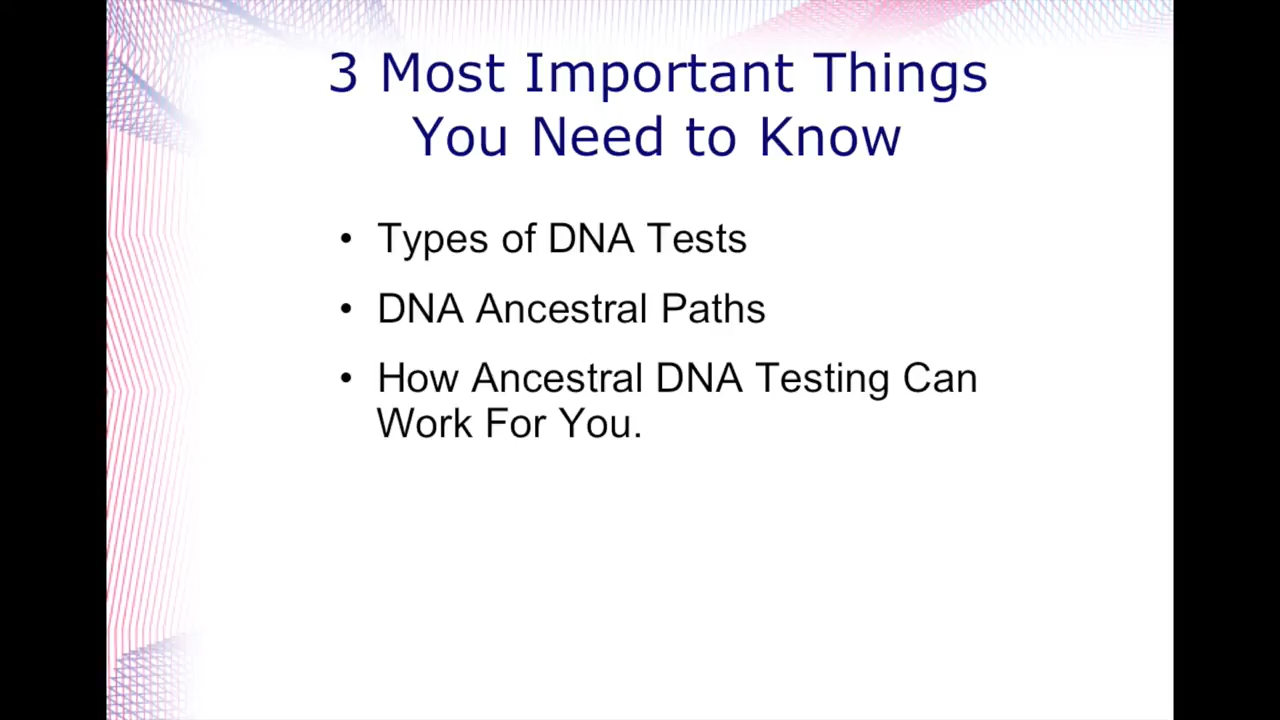 3 Most Important Things
You Need to Know
• Types of DNA Tests
• DNA Ancestral Paths
• How Ancestral DNA Testing Can
Work For You.